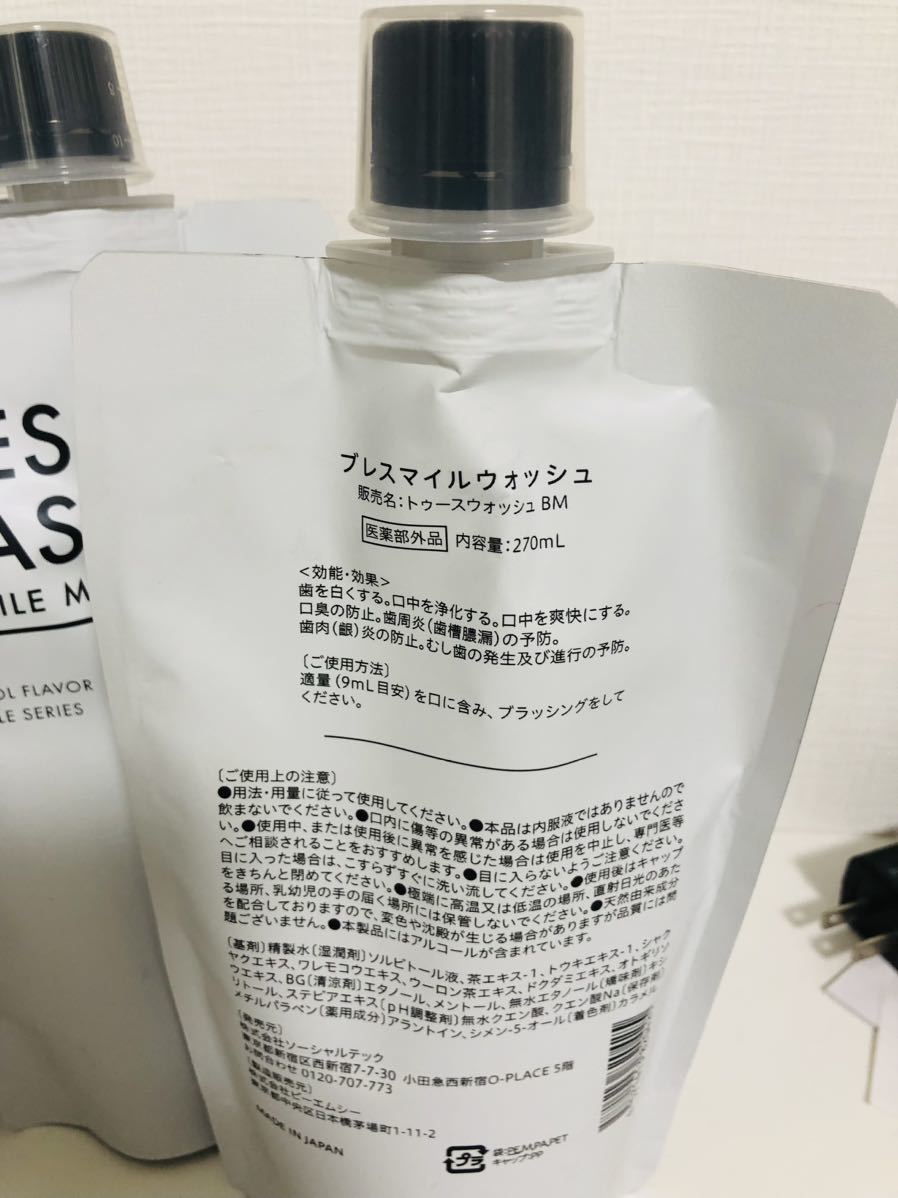 ES
AS
ILE M
OL FLAVOR
LE SERIES
ブレスマイルウォッシュ
販売名:トゥースウォッシュ BM
医薬部外品 内容量:270mL
<効能・効果>
歯を白くする。口中を浄化する。口中を爽快にする。
口臭の防止。歯周炎(歯槽膿漏)の予防。
歯肉(齦)炎の防止。むし歯の発生及び進行の予防。
〔ご使用方法〕
適量(9mL目安)を口に含み、ブラッシングをして
ください。
〔ご使用上の注意〕
●用法・用量に従って使用してください。●本品は内服液ではありませんので
飲まないでください。●口内に傷等の異常がある場合は使用しないでくださ
い。●使用中、または使用後に異常を感じた場合は使用を中止し、専門医等
へご相談されることをおすすめします。●目に入らないようご注意ください。
目に入った場合は、こすらずすぐに洗い流してください。●使用後はキャップ
をきちんと閉めてください。●極端に高温又は低温の場所、直射日光のあた
る場所、乳幼児の手の届く場所には保管しないでください。●天然由来成分
を配合しておりますので、変色や沈殿が生じる場合がありますが品質には問
題ございません。●本製品にはアルコールが含まれています。
〔基剤〕精製水〔湿潤剤〕ソルビトール液、茶エキス-1、トウキエキス-1、シャク
ヤクエキス、ワレモコウエキス、ウーロン茶エキス、ドクダミエキス、オトギリソ
ウエキス、BG〔清涼剤〕エタノール、メントール、無水エタノール〔矯味剤〕キシ
リトール、ステビアエキス〔pH調整剤〕無水クエン酸、クエン酸Na〔保存剤〕
メチルパラベン〔薬用成分〕アラントイン、シメン-5-オール〔着色剤〕カラメル
〔発売元〕
株式会社ソーシャルテック
東京都新宿区西新宿7-7-30 小田急西新宿O-PLACE 5階
お問合わせ 0120-707-773
〔製造販売元〕
株式会社ビーエムシー
東京都中央区日本橋茅場町1-11-2
MADE IN JAPAN
プラ
袋:PE,M,PA,PET
キャップ:PP